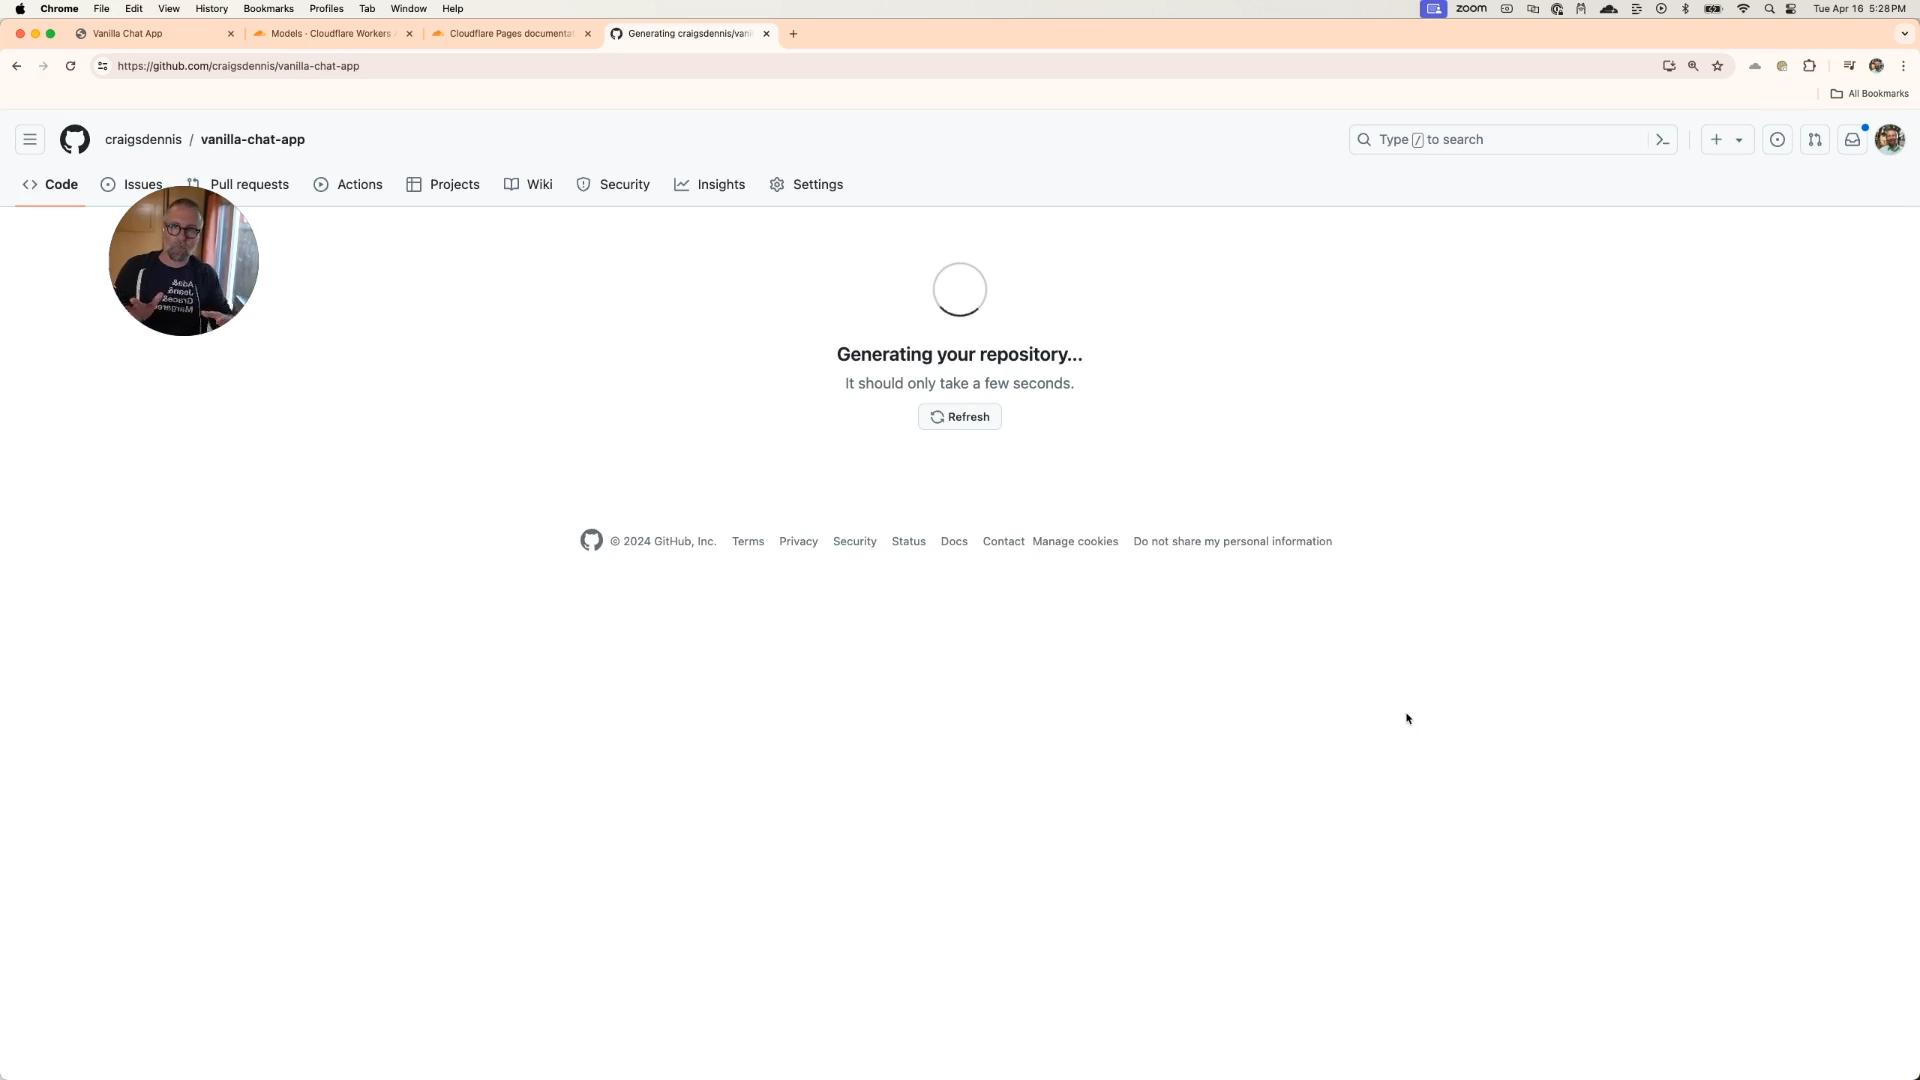 Chrome File Edit View History Bookmarks Profiles Tab Window Help zoom Tue Apr 16 5:28PM
Vanilla Chat App Models · Cloudflare Workers Cloudflare Pages documenta Generating craigsdennis/vani
https://github.com/craigsdennis/vanilla-chat-app
All Bookmarks
craigsdennis / vanilla-chat-app Type / to search
Code Issues Pull requests Actions Projects Wiki Security Insights Settings
Ada&
Jean&
Grace&
Margaret
Generating your repository...
It should only take a few seconds.
Refresh
© 2024 GitHub, Inc. Terms Privacy Security Status Docs Contact Manage cookies Do not share my personal information